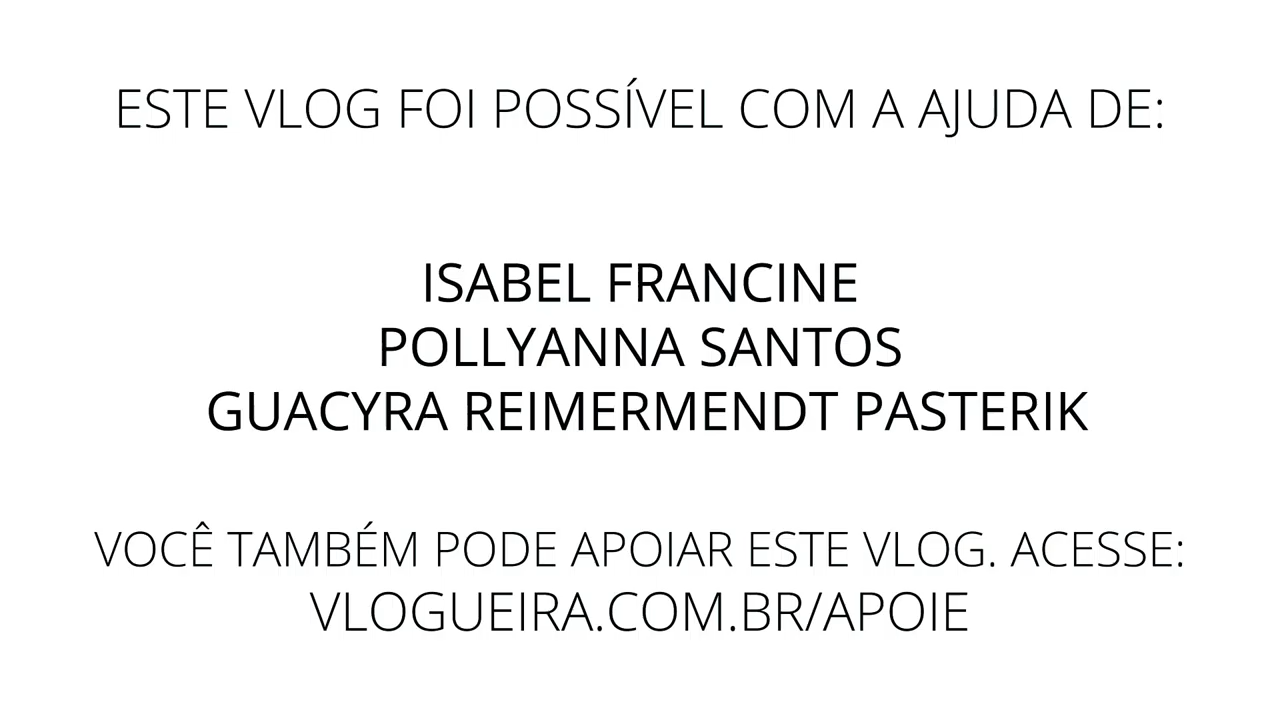 ESTE VLOG FOI POSSÍVEL COM A AJUDA DE:
ISABEL FRANCINE
POLLYANNA SANTOS
GUACYRA REIMERMENDT PASTERIK
VOCÊ TAMBÉM PODE APOIAR ESTE VLOG. ACESSE:
VLOGUEIRA.COM.BR/APOIE